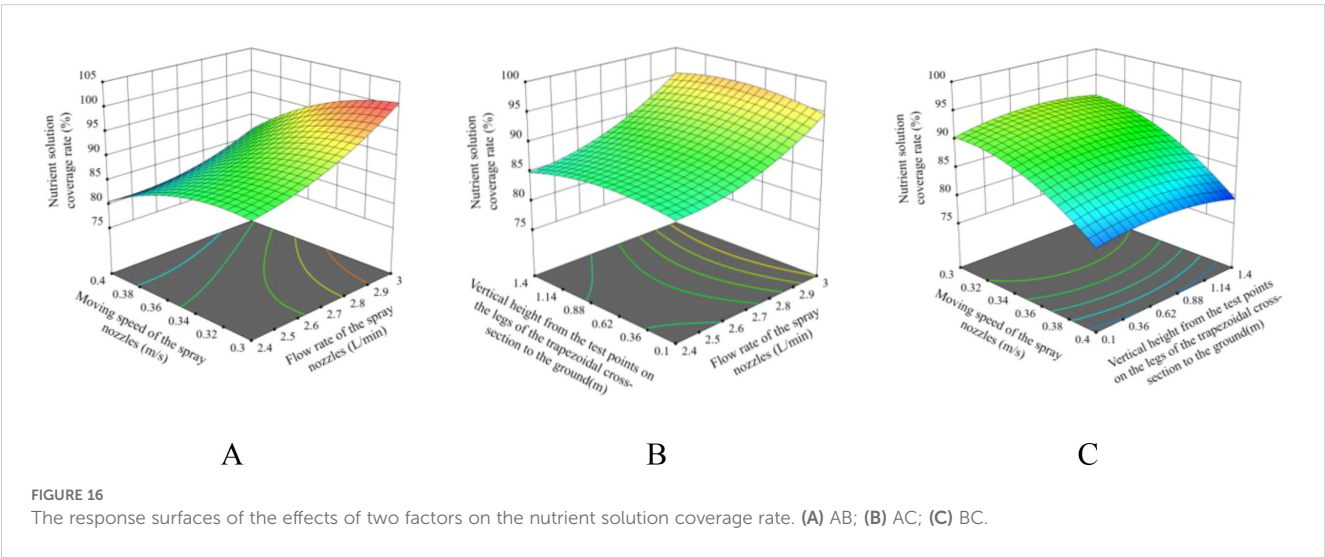 105
100
95
90
85
80
75
Nutrient solution
coverage rate (%)
0.4
0.38
0.36
0.34
0.32
0.3
Moving speed of the spray
nozzles (m/s)
2.4
2.5
2.6
2.7
2.8
2.9
3
Flow rate of the spray
nozzles (L/min)
A
100
95
90
85
80
75
Nutrient solution
coverage rate (%)
1.4
1.14
0.88
0.62
0.36
0.1
Vertical height from the test points on
the legs of the trapezoidal cross-
section to the ground(m)
2.4
2.5
2.6
2.7
2.8
2.9
3
Flow rate of the spray
nozzles (L/min)
B
100
95
90
85
80
75
Nutrient solution
coverage rate (%)
0.3
0.32
0.34
0.36
0.38
0.4
Moving speed of the spray
nozzles (m/s)
0.1
0.36
0.62
0.88
1.14
1.4
Vertical height from the test points
on the legs of the trapezoidal cross-
section to the ground(m)
C
FIGURE 16
The response surfaces of the effects of two factors on the nutrient solution coverage rate. (A) AB; (B) AC; (C) BC.